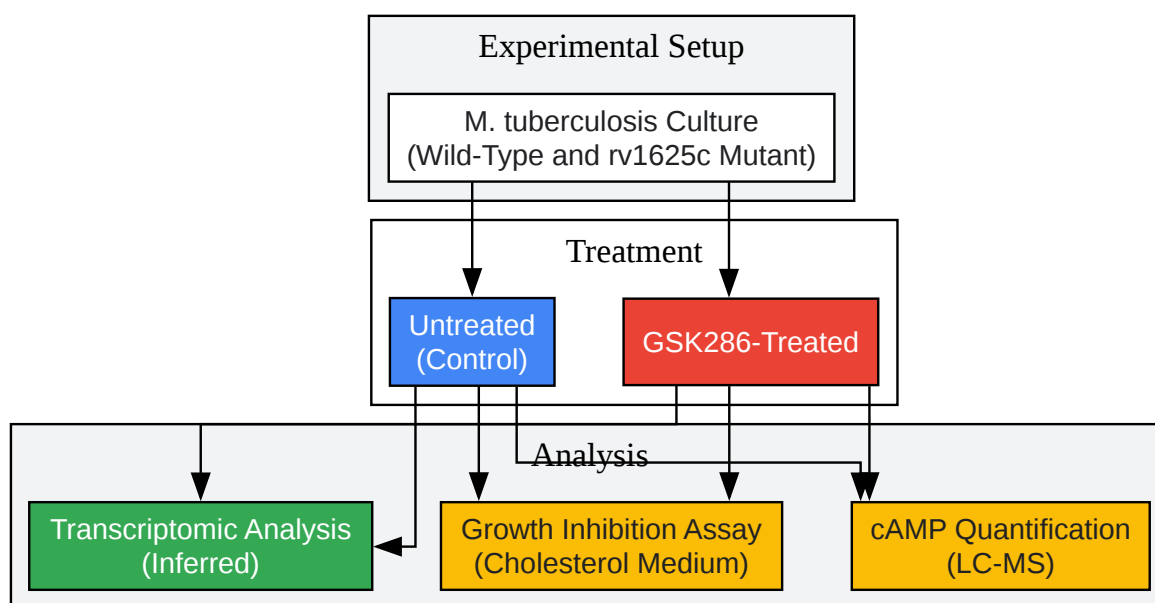 Experimental Setup
M. tuberculosis Culture
(Wild-Type and rv1625c Mutant)
Treatment
Untreated
(Control)
GSK286-Treated
Analysis
Transcriptomic Analysis
(Inferred)
Growth Inhibition Assay
(Cholesterol Medium)
cAMP Quantification
(LC-MS)